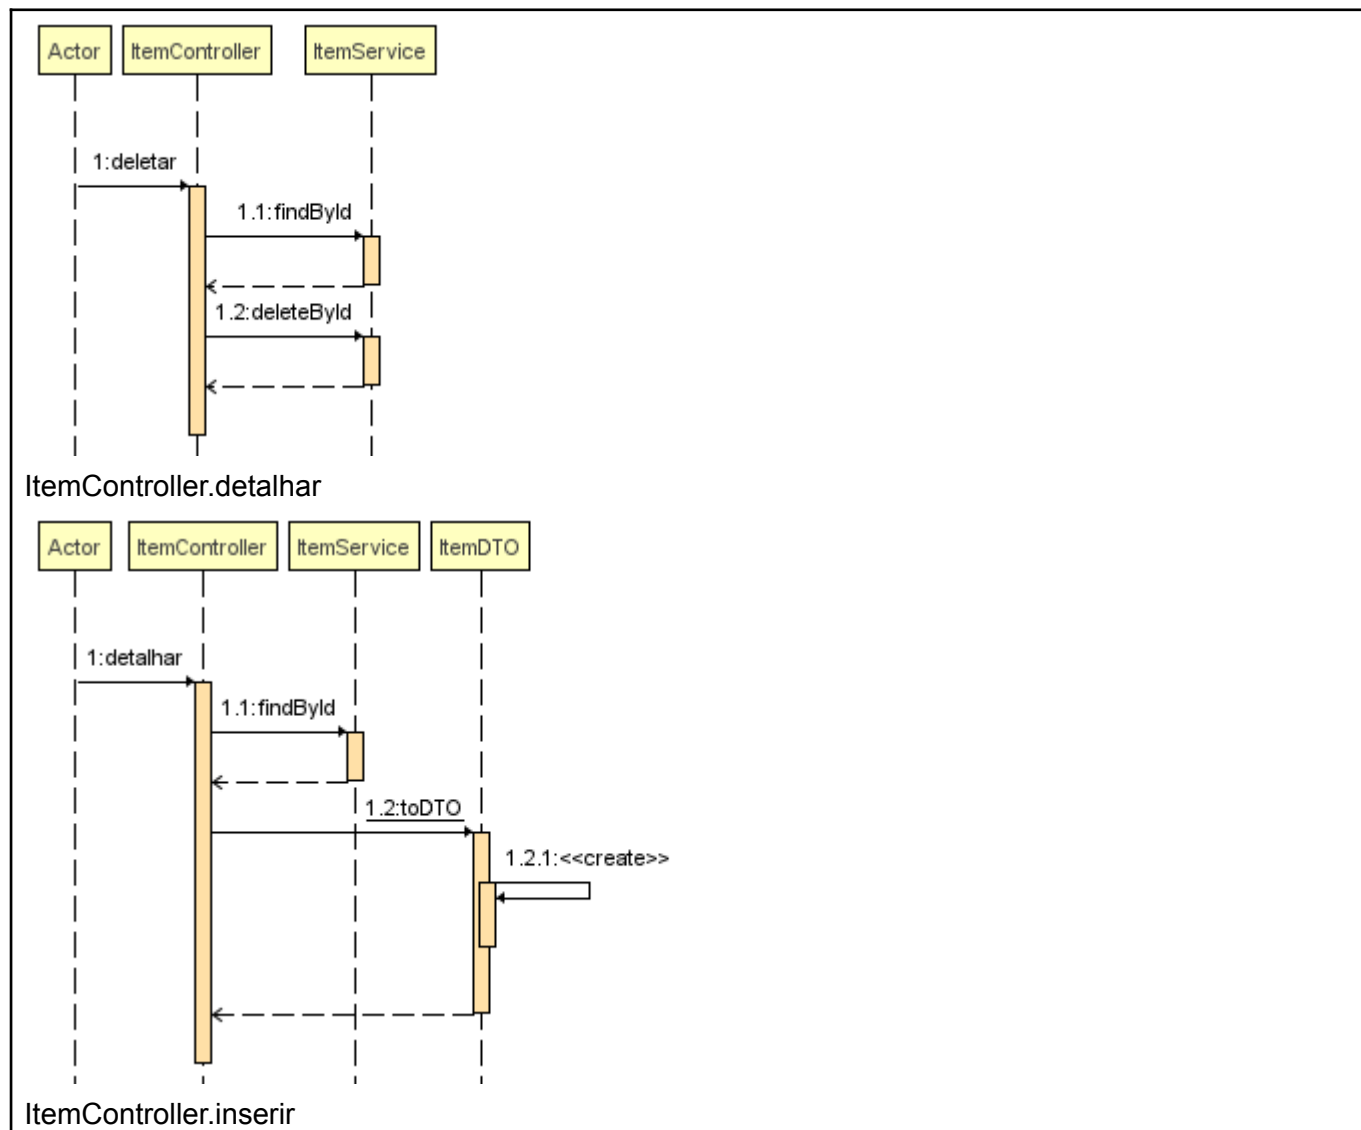 Actor ItemController ItemService
1:deletar
1.1:findById
1.2:deleteById
ItemController.detalhar
Actor ItemController ItemService ItemDTO
1:detalhar
1.1:findById
1.2:toDTO
1.2.1:<<create>>
ItemController.inserir